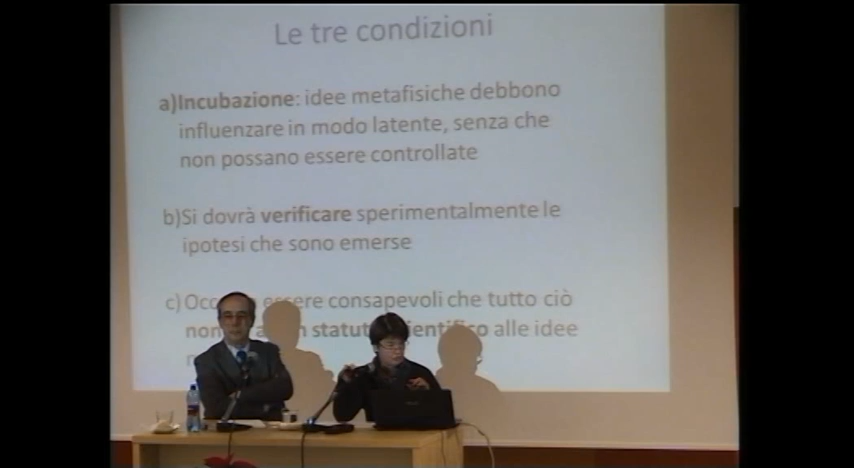 Le tre condizioni
a)Incubazione: idee metafisiche debbono
influenzare in modo latente, senza che
non possano essere controllate
b)Si dovrà verificare sperimentalmente le
ipotesi che sono emerse
c) essere consapevoli che tutto ciò
alle idee